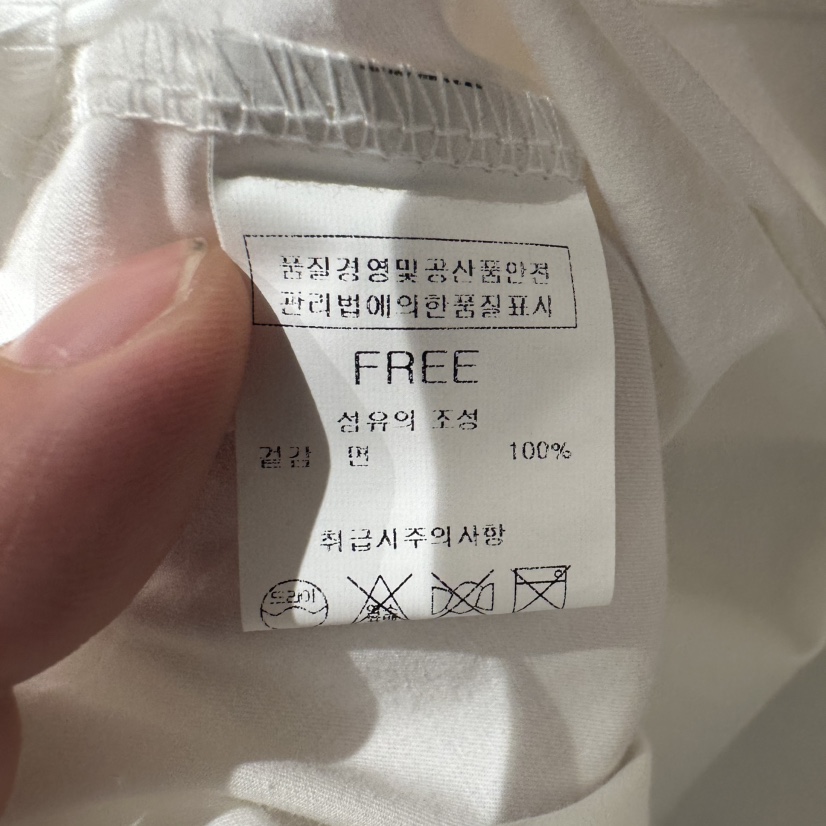 품질경영및공산품안전
관리법에의한품질표시
FREE
섬유의 조성
겉감 면 100%
취급시주의사항
드라이
염소